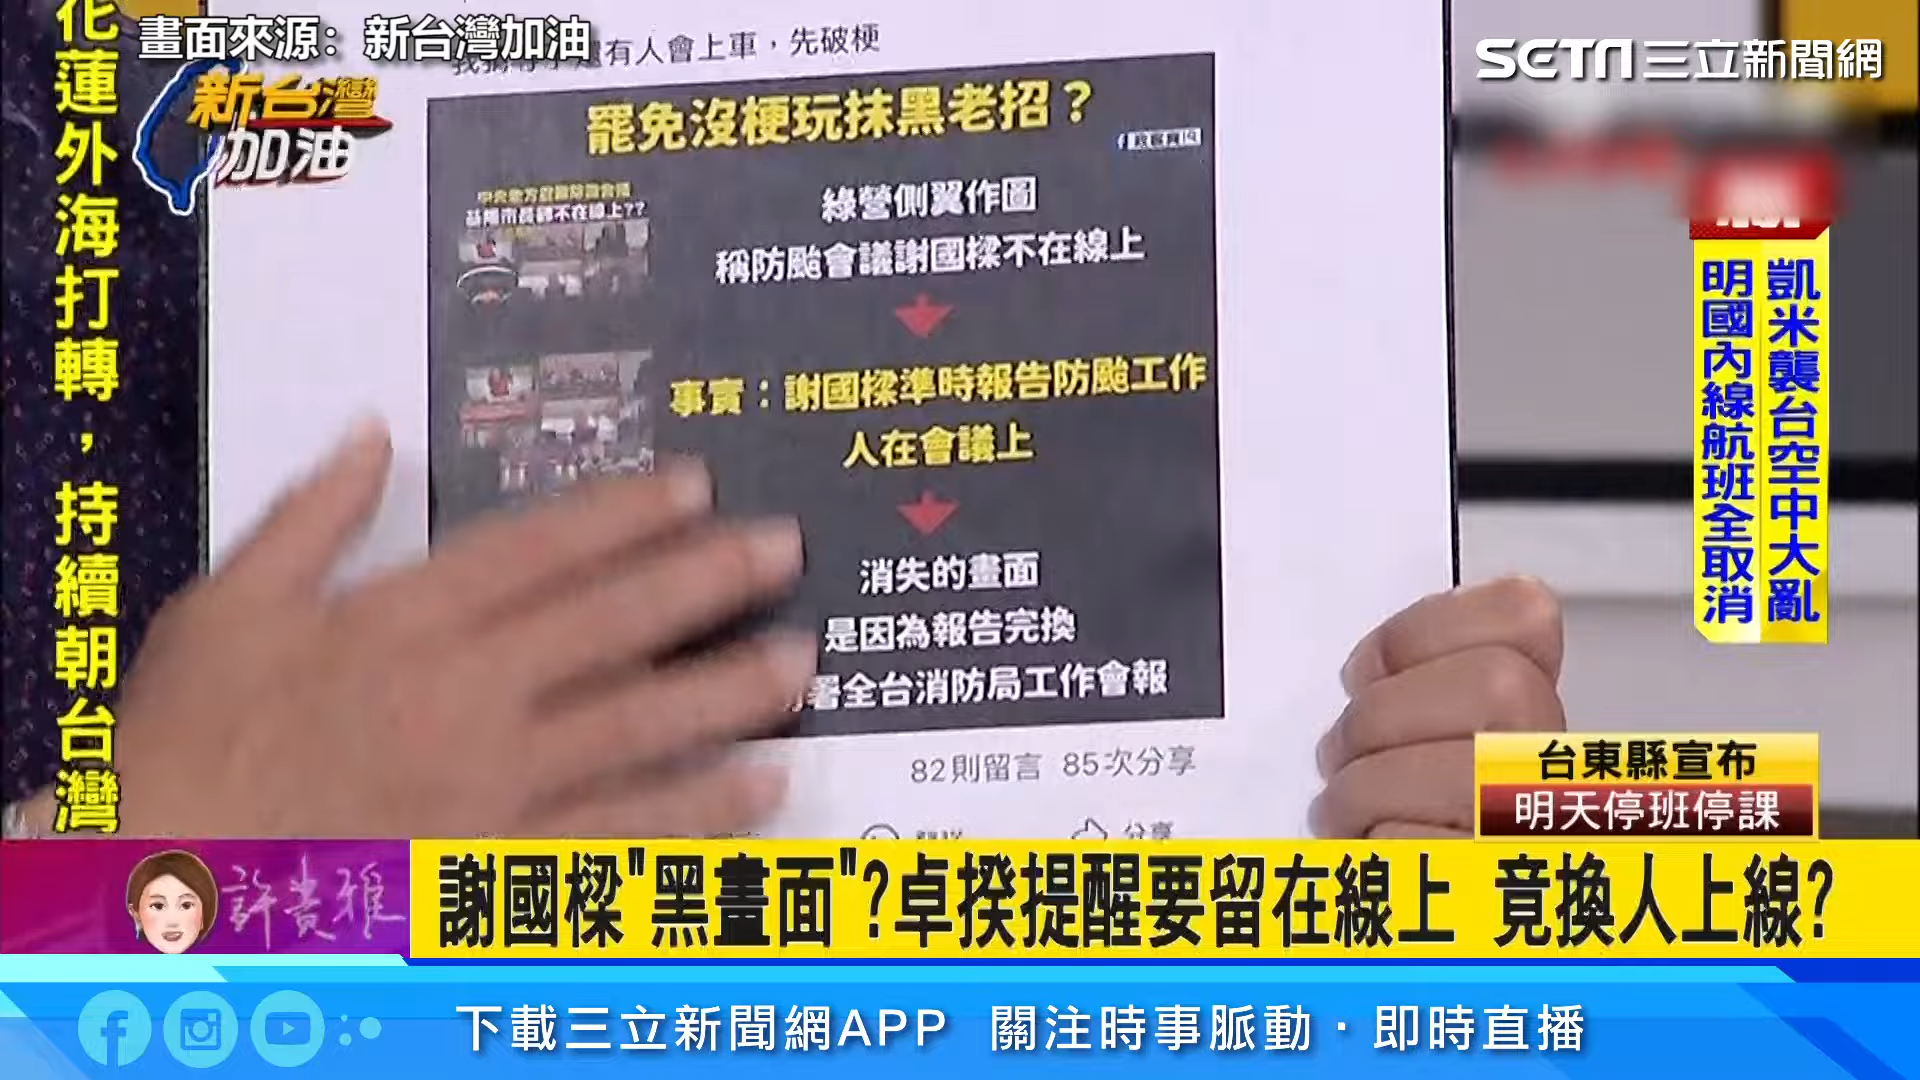 畫面來源：新台灣加油
SETN三立新聞網
新台灣
加油
化蓮外海打轉，持續朝台灣
還有人會上車，先破梗
罷免沒梗玩抹黑老招？
綠營側翼作圖
稱防颱會議謝國樑不在線上
事實：謝國樑準時報告防颱工作
人在會議上
消失的畫面
是因為報告完換
署全台消防局工作會報
82則留言 85次分享
分享
凱米襲台空中大亂
明國內線航班全取消
台東縣宣布
明天停班停課
許貴雅
謝國樑"黑畫面"?卓揆提醒要留在線上 竟換人上線?
下載三立新聞網APP 關注時事脈動·即時直播